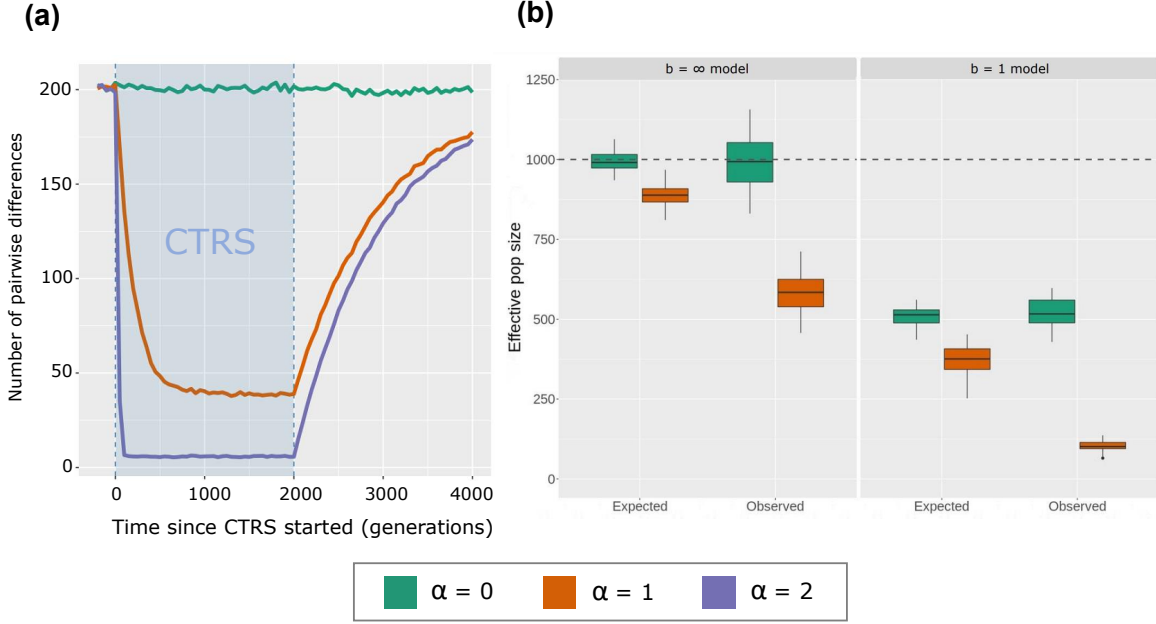 (a)
(b)
Number of pairwise differences
200
150
100
50
0
CTRS
0 1000 2000 3000 4000
Time since CTRS started (generations)
b = ∞ model
b = 1 model
Effective pop size
1250
1000
750
500
250
0
Expected Observed
Expected Observed
α = 0 α = 1 α = 2